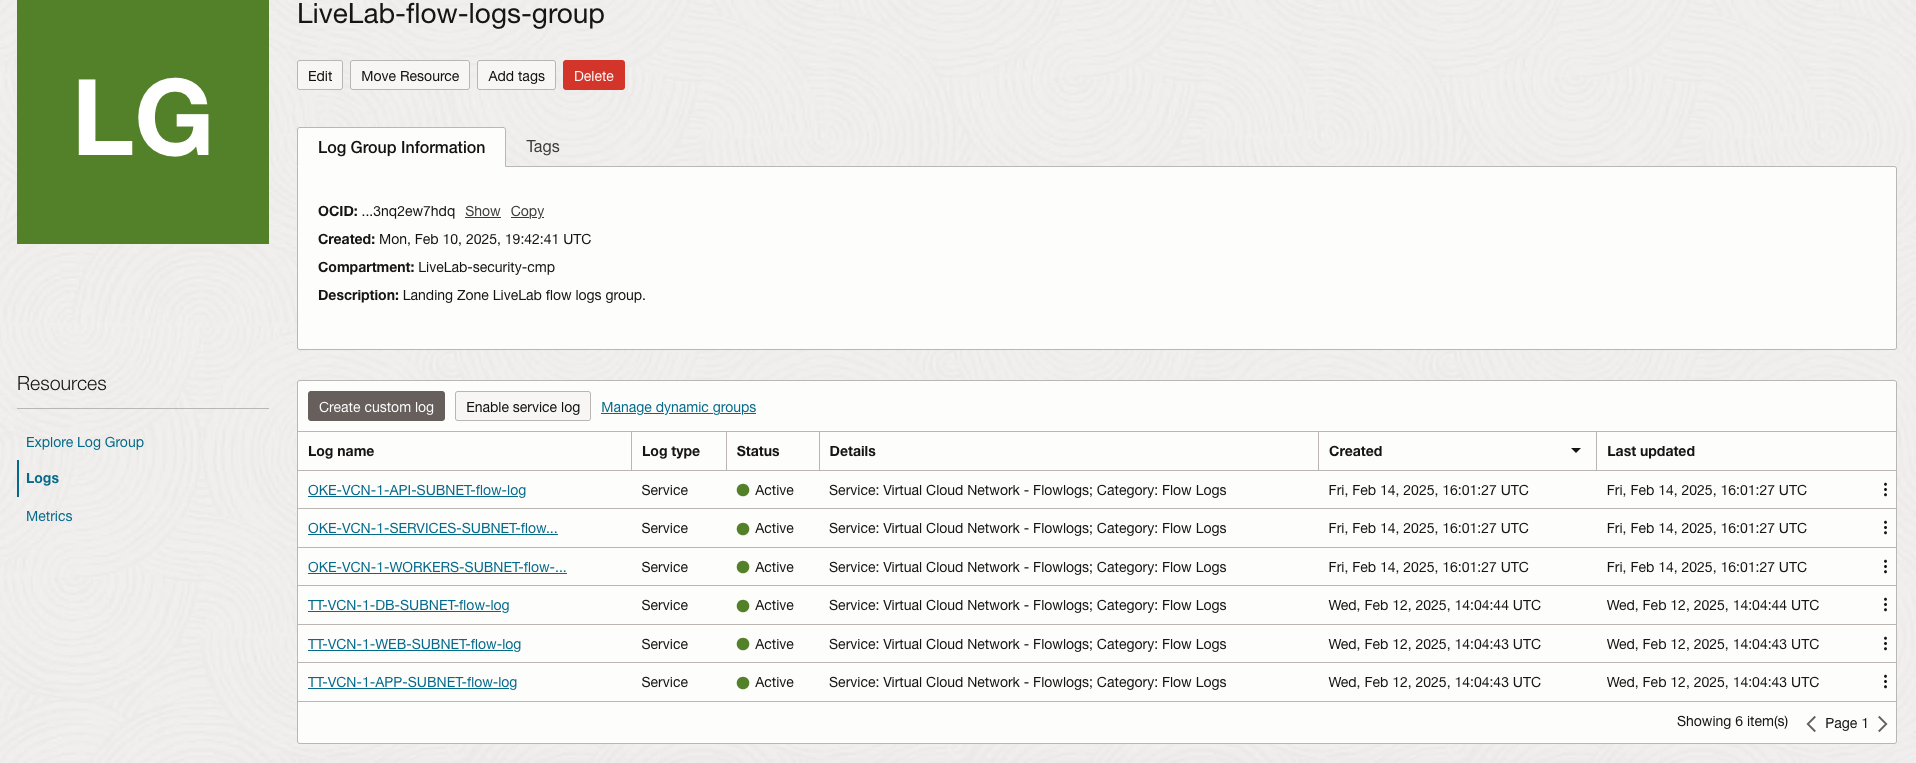 LiveLab-flow-logs-group
LG
Edit Move Resource Add tags Delete
Log Group Information Tags
OCID: ...3nq2ew7hdq Show Copy
Created: Mon, Feb 10, 2025, 19:42:41 UTC
Compartment: LiveLab-security-cmp
Description: Landing Zone LiveLab flow logs group.
Resources
Explore Log Group
Logs
Metrics
Create custom log Enable service log Manage dynamic groups
Log name Log type Status Details Created Last updated
OKE-VCN-1-API-SUBNET-flow-log Service Active Service: Virtual Cloud Network - Flowlogs; Category: Flow Logs Fri, Feb 14, 2025, 16:01:27 UTC Fri, Feb 14, 2025, 16:01:27 UTC
OKE-VCN-1-SERVICES-SUBNET-flow... Service Active Service: Virtual Cloud Network - Flowlogs; Category: Flow Logs Fri, Feb 14, 2025, 16:01:27 UTC Fri, Feb 14, 2025, 16:01:27 UTC
OKE-VCN-1-WORKERS-SUBNET-flow-... Service Active Service: Virtual Cloud Network - Flowlogs; Category: Flow Logs Fri, Feb 14, 2025, 16:01:27 UTC Fri, Feb 14, 2025, 16:01:27 UTC
TT-VCN-1-DB-SUBNET-flow-log Service Active Service: Virtual Cloud Network - Flowlogs; Category: Flow Logs Wed, Feb 12, 2025, 14:04:44 UTC Wed, Feb 12, 2025, 14:04:44 UTC
TT-VCN-1-WEB-SUBNET-flow-log Service Active Service: Virtual Cloud Network - Flowlogs; Category: Flow Logs Wed, Feb 12, 2025, 14:04:43 UTC Wed, Feb 12, 2025, 14:04:43 UTC
TT-VCN-1-APP-SUBNET-flow-log Service Active Service: Virtual Cloud Network - Flowlogs; Category: Flow Logs Wed, Feb 12, 2025, 14:04:43 UTC Wed, Feb 12, 2025, 14:04:43 UTC
Showing 6 item(s) Page 1